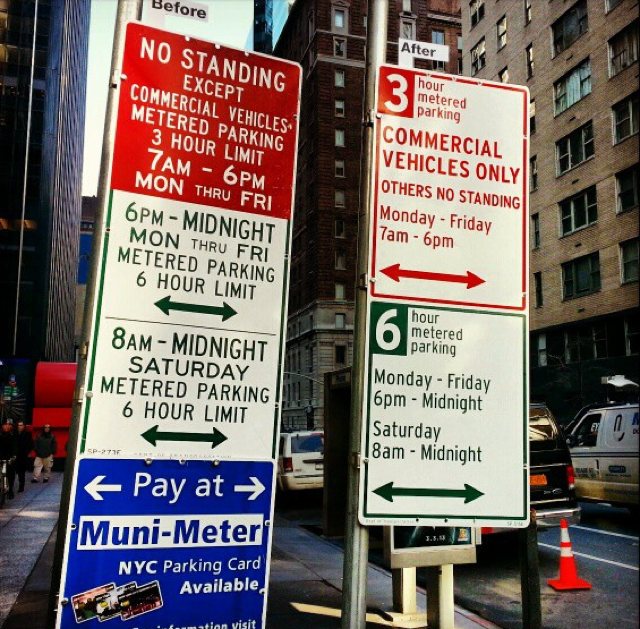 Before
NO STANDING
EXCEPT
COMMERCIAL VEHICLES
METERED PARKING
3 HOUR LIMIT
7AM - 6PM
MON THRU FRI
6PM - MIDNIGHT
MON THRU FRI
METERED PARKING
6 HOUR LIMIT
8AM - MIDNIGHT
SATURDAY
METERED PARKING
6 HOUR LIMIT
Pay at
Muni-Meter
NYC Parking Card
Available
information visit
After
3 hour
metered
parking
COMMERCIAL
VEHICLES ONLY
OTHERS NO STANDING
Monday - Friday
7am - 6pm
6 hour
metered
parking
Monday - Friday
6pm - Midnight
Saturday
8am - Midnight